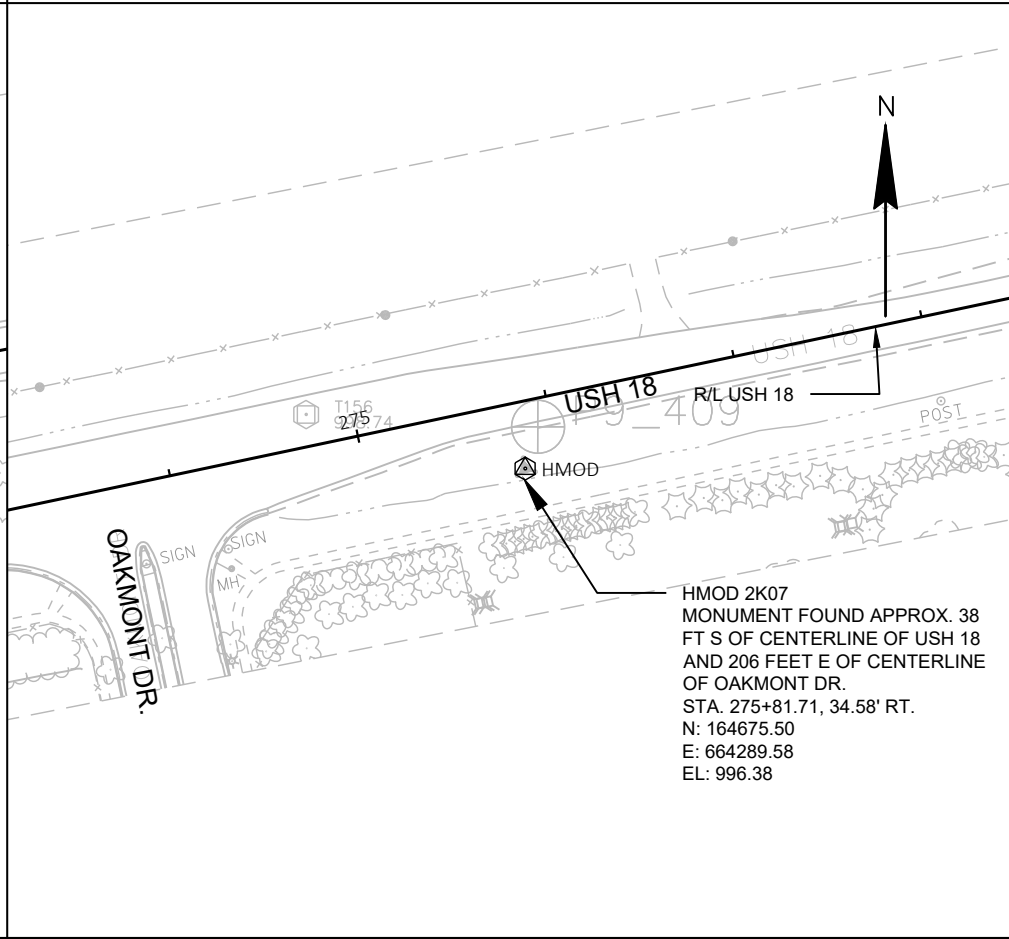 N
USH 18
T156
275
USH 18
R/L USH 18
409
POST
HMOD
OAKMONT DR.
SIGN
SIGN
MH
HMOD 2K07
MONUMENT FOUND APPROX. 38
FT S OF CENTERLINE OF USH 18
AND 206 FEET E OF CENTERLINE
OF OAKMONT DR.
STA. 275+81.71, 34.58' RT.
N: 164675.50
E: 664289.58
EL: 996.38